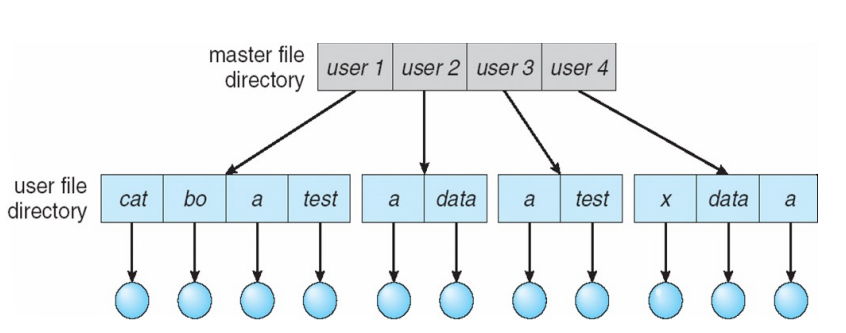 master file
directory
user 1 user 2 user 3 user 4
user file
directory
cat bo a test a data a test x data a